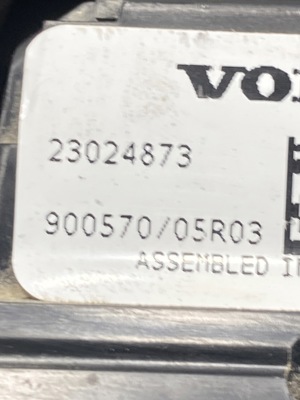 VO
23024873
900570/05R03
ASSEMBLED I